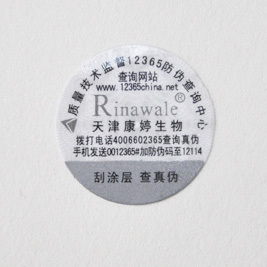 质量技术监督12365防伪查询中心
查询网站
www.12365china.net
Rinawale®
天津康婷生物
拨打电话4006602365查询真伪
手机发送0012365#加防伪码至12114
刮涂层 查真伪